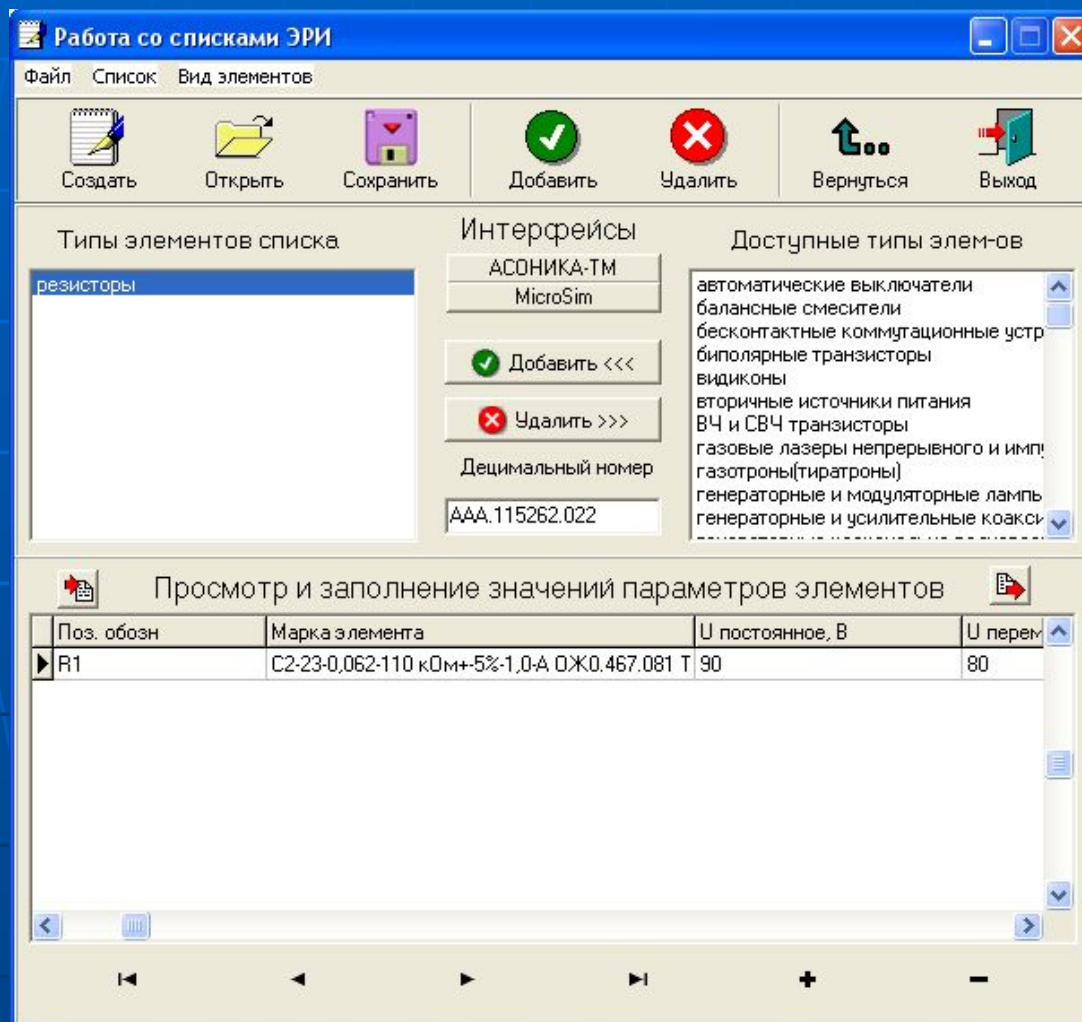 Работа со списками ЭРИ
Файл Список Вид элементов
Создать Открыть Сохранить Добавить Удалить Вернуться Выход
Типы элементов списка
резисторы
Интерфейсы
АСОНИКА-ТМ
MicroSim
Добавить <<<
Удалить >>>
Децимальный номер
ААА.115262.022
Доступные типы элем-ов
автоматические выключатели
балансные смесители
бесконтактные коммутационные устр
биполярные транзисторы
видиконы
вторичные источники питания
ВЧ и СВЧ транзисторы
газовые лазеры непрерывного и имп
газотроны(тиратроны)
генераторные и модуляторные лампы
генераторные и усилительные коакси
Просмотр и заполнение значений параметров элементов
Поз. обозн Марка элемента U постоянное, В U перем
R1 С2-23-0,062-110 кОм+-5%-1,0-А ОЖ0.467.081 Т 90 80